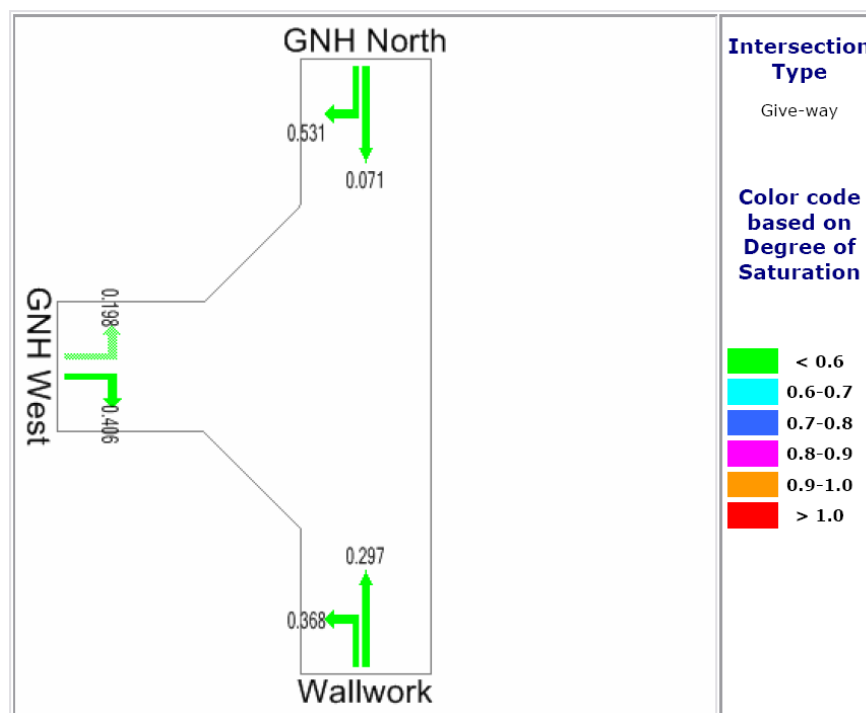 GNH North
0.531
0.071
0.198
GNH West
0.406
0.297
0.368
Wallwork
Intersection
Type
Give-way
Color code
based on
Degree of
Saturation
< 0.6
0.6-0.7
0.7-0.8
0.8-0.9
0.9-1.0
> 1.0